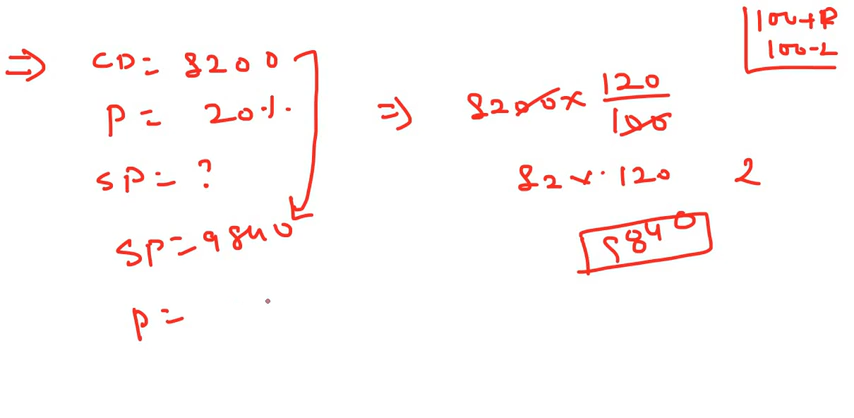 ⇒ CP = 8200
P = 20%
SP = ?
SP = 9840
P =
⇒ 8200 × 120/100
82 × 120 2
9840
100+P
100-L